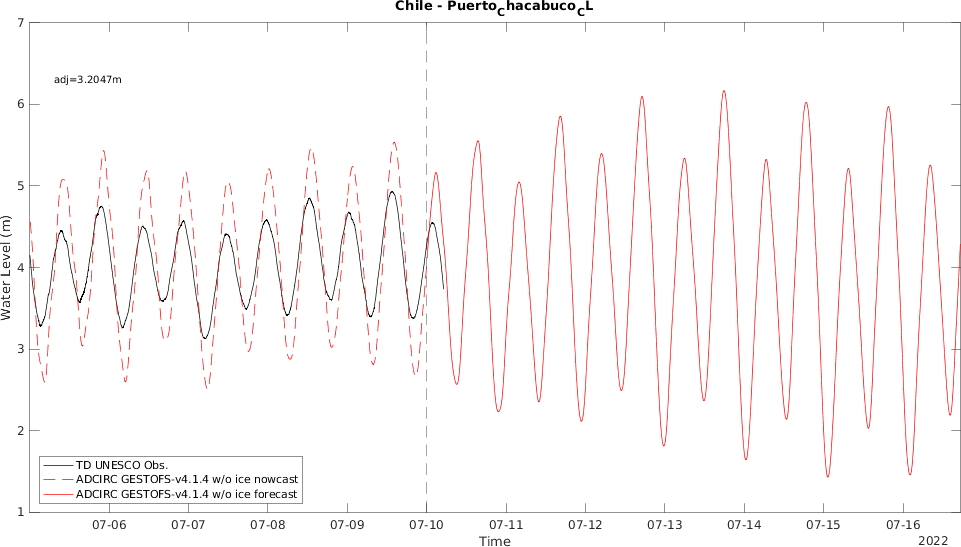 Chile - PuertoChacabucoCL
adj=3.2047m
Water Level (m)
7
6
5
4
3
2
1
TD UNESCO Obs.
ADCIRC GESTOFS-v4.1.4 w/o ice nowcast
ADCIRC GESTOFS-v4.1.4 w/o ice forecast
07-06 07-07 07-08 07-09 07-10 07-11 07-12 07-13 07-14 07-15 07-16
Time
2022